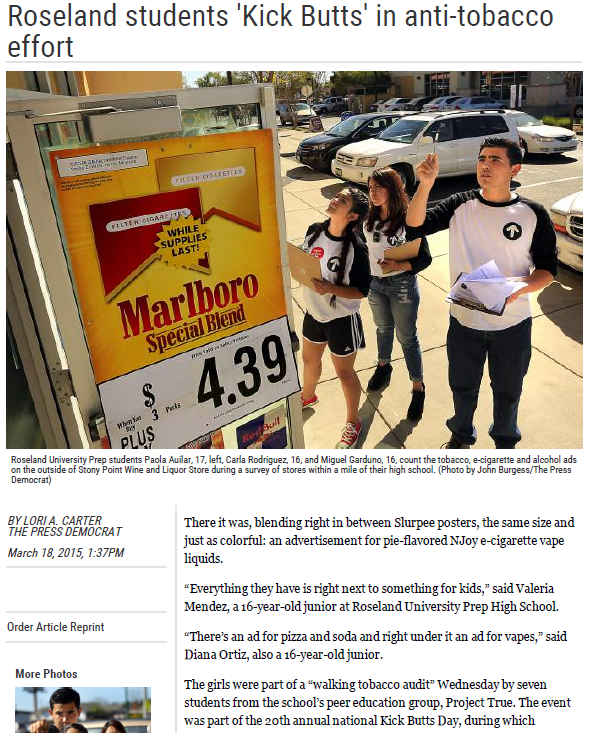 Roseland students 'Kick Butts' in anti-tobacco
effort
FILTER CIGARETTES
FILTER CIGARETTES
WHILE
SUPPLIES
LAST!
Marlboro
Special Blend
$ 4.39
When You
Buy 3 Packs
PLUS
Red Bull
Roseland University Prep students Paola Auilar, 17, left, Carla Rodriguez, 16, and Miguel Garduno, 16, count the tobacco, e-cigarette and alcohol ads
on the outside of Stony Point Wine and Liquor Store during a survey of stores within a mile of their high school. (Photo by John Burgess/The Press
Democrat)
BY LORI A. CARTER
THE PRESS DEMOCRAT
March 18, 2015, 1:37PM
Order Article Reprint
More Photos
There it was, blending right in between Slurpee posters, the same size and
just as colorful: an advertisement for pie-flavored NJoy e-cigarette vape
liquids.
“Everything they have is right next to something for kids,” said Valeria
Mendez, a 16-year-old junior at Roseland University Prep High School.
“There’s an ad for pizza and soda and right under it an ad for vapes,” said
Diana Ortiz, also a 16-year-old junior.
The girls were part of a “walking tobacco audit” Wednesday by seven
students from the school’s peer education group, Project True. The event
was part of the 20th annual national Kick Butts Day, during which